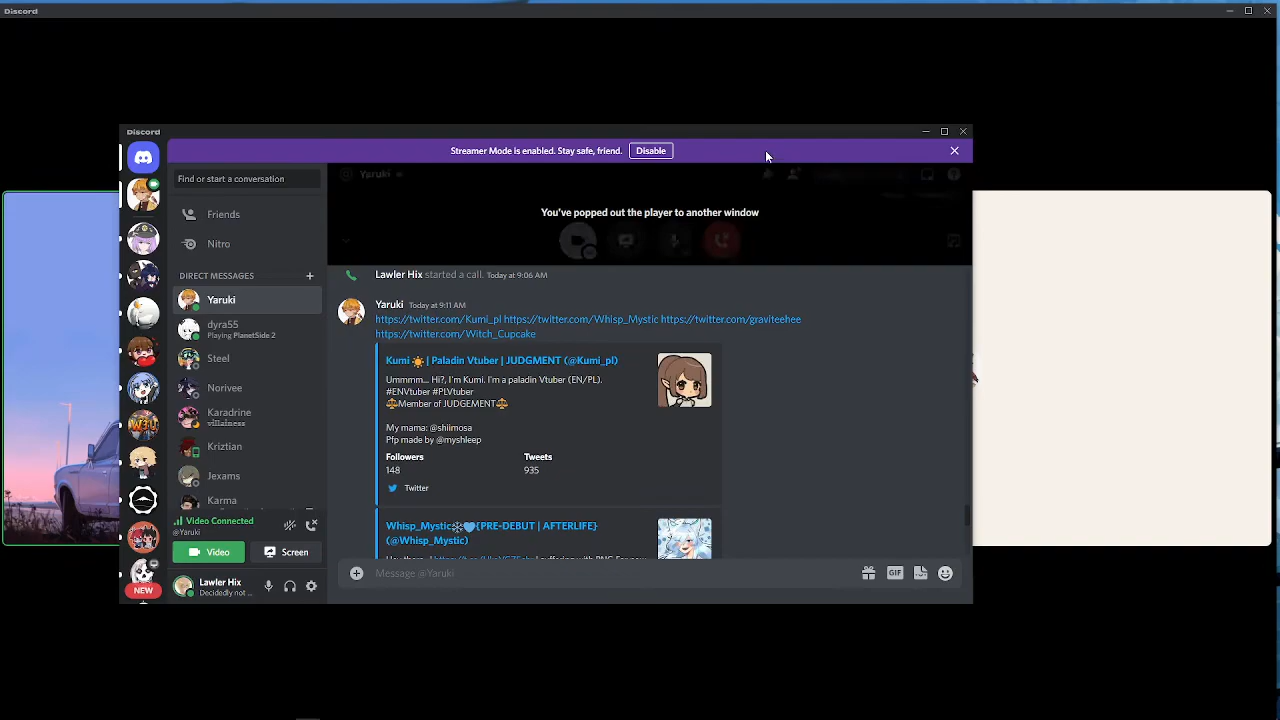 Discord
Discord
Streamer Mode is enabled. Stay safe, friend.
Disable
Find or start a conversation
Yaruki
You've popped out the player to another window
Friends
Nitro
DIRECT MESSAGES
Yaruki
dyra55
Playing PlanetSide 2
Steel
Norivee
Karadrine
villainess
Kriztian
Jexams
Karma
Video Connected
@Yaruki
Video
Screen
NEW
Lawler Hix
Decidedly not ...
Lawler Hix started a call. Today at 9:06 AM
Yaruki Today at 9:11 AM
https://twitter.com/Kumi_pl https://twitter.com/Whisp_Mystic https://twitter.com/graviteehee
https://twitter.com/Witch_Cupcake
Kumi☀️ | Paladin Vtuber | JUDGMENT (@Kumi_pl)
Ummmm... Hi?, I'm Kumi. I'm a paladin Vtuber (EN/PL).
#ENVtuber #PLVtuber
⚖️Member of JUDGEMENT⚖️
My mama: @shiimosa
Pfp made by @myshleep
Followers Tweets
148 935
Twitter
Whisp_Mystic❄️💙{PRE-DEBUT | AFTERLIFE}
(@Whisp_Mystic)
Message @Yaruki
GIF